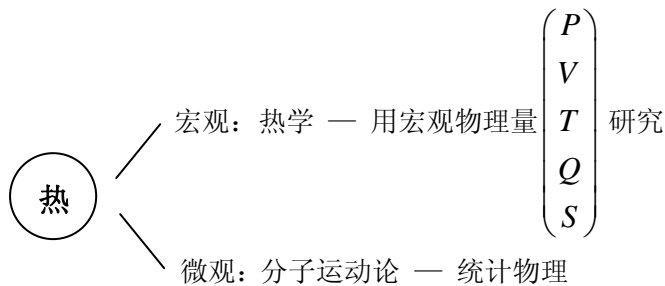 热
宏观：热学 — 用宏观物理量 P V T Q S 研究
微观：分子运动论 — 统计物理